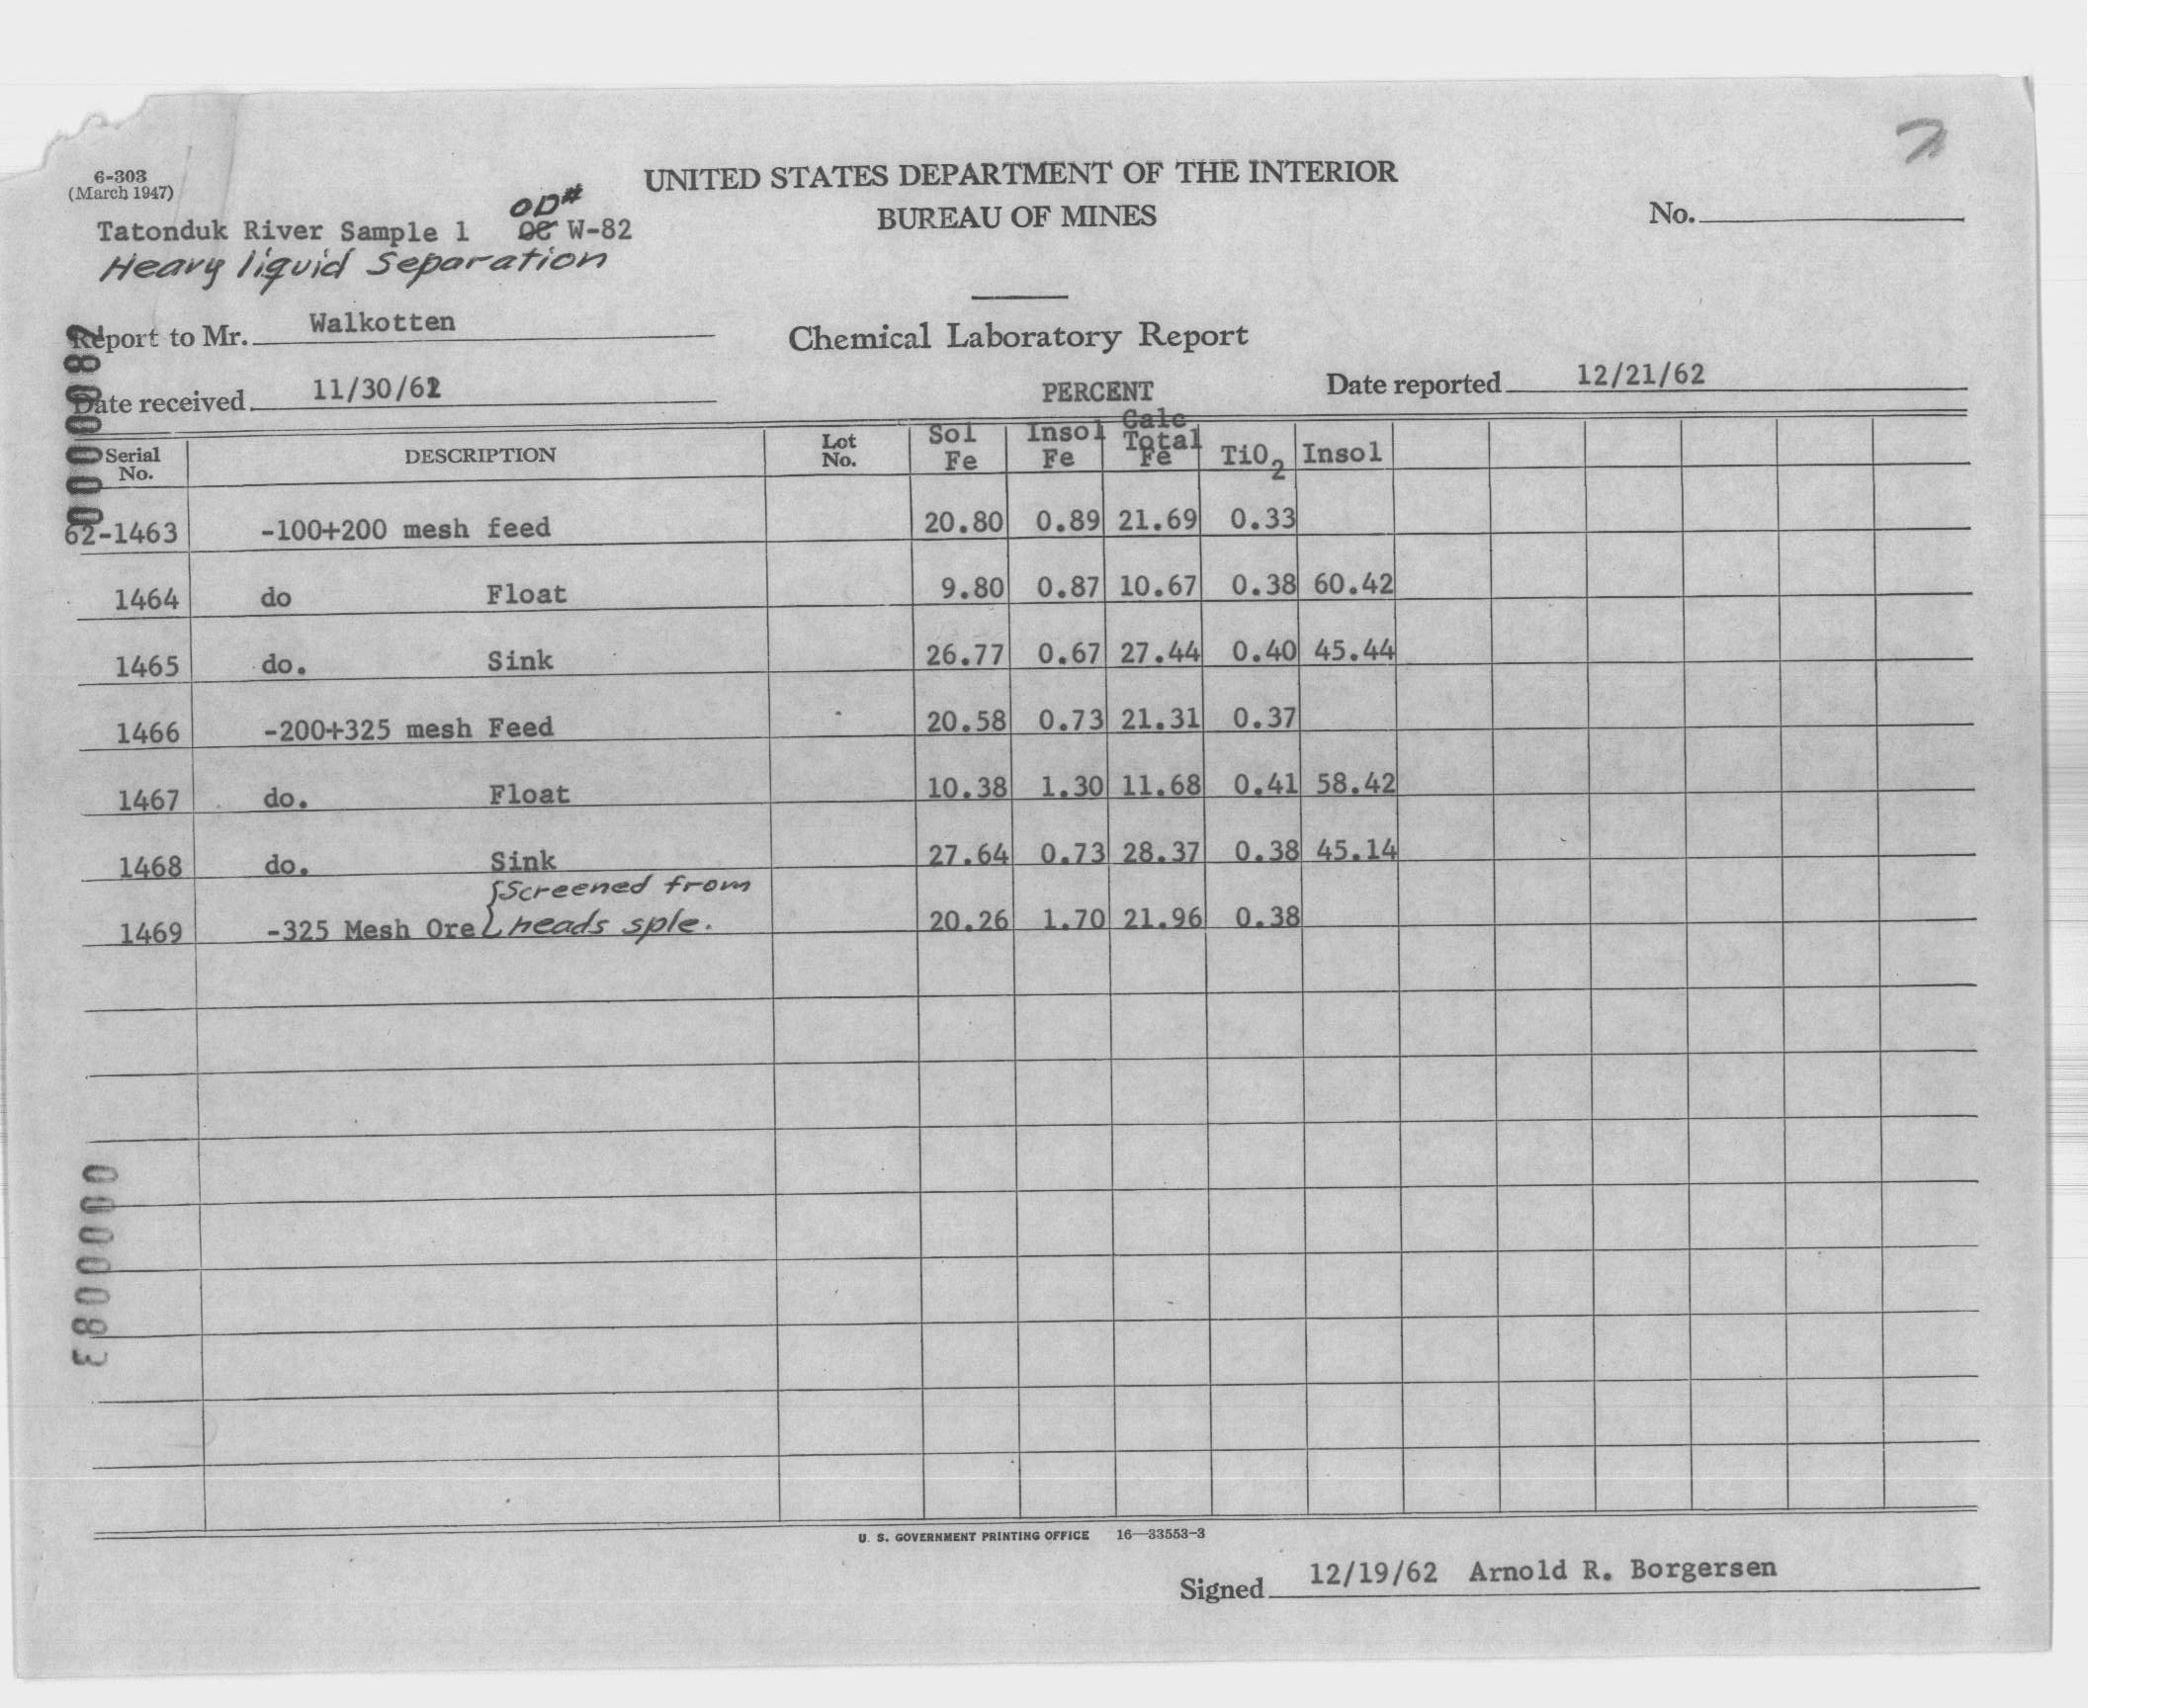 6-303
(March 1947)
UNITED STATES DEPARTMENT OF THE INTERIOR
BUREAU OF MINES
No.
OD#
Tatonduk River Sample 1 W-82
Heavy liquid Separation
Report to Mr. Walkotten
Chemical Laboratory Report
Date received 11/30/62
PERCENT
Date reported 12/21/62
Serial No. DESCRIPTION Lot No. Sol Fe Insol Fe Calc Total Fe TiO2 Insol
62-1463 -100+200 mesh feed 20.80 0.89 21.69 0.33
1464 do Float 9.80 0.87 10.67 0.38 60.42
1465 do. Sink 26.77 0.67 27.44 0.40 45.44
1466 -200+325 mesh Feed 20.58 0.73 21.31 0.37
1467 do. Float 10.38 1.30 11.68 0.41 58.42
1468 do. Sink 27.64 0.73 28.37 0.38 45.14
Screened from
1469 -325 Mesh Ore heads sple. 20.26 1.70 21.96 0.38
U. S. GOVERNMENT PRINTING OFFICE 16—33553-3
Signed 12/19/62 Arnold R. Borgersen
0000082
0000083